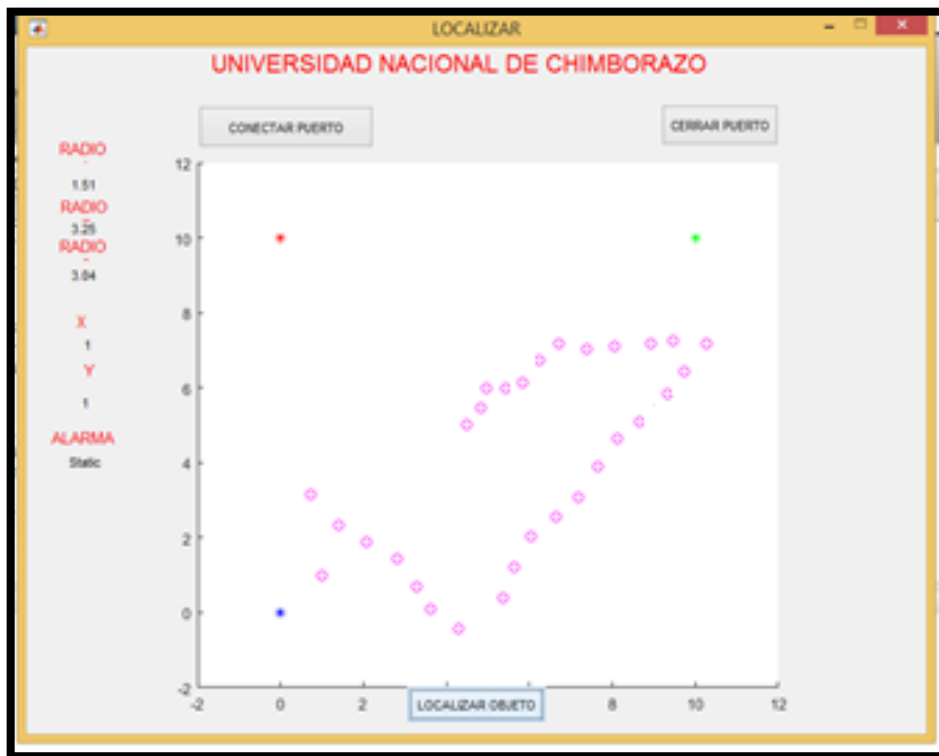 LOCALIZAR
UNIVERSIDAD NACIONAL DE CHIMBORAZO
CONECTAR PUERTO
CERRAR PUERTO
RADIO
1.51
RADIO
3.25
RADIO
3.04
X
1
Y
1
ALARMA
Static
12
10
8
6
4
2
0
-2
-2
0
2
LOCALIZAR OBJETO
8
10
12